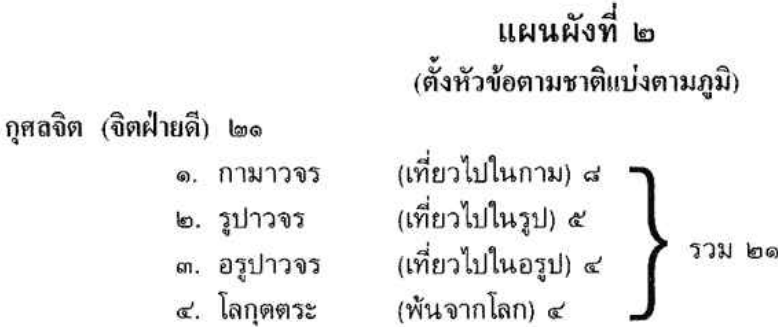 แผนผังที่ ๒
(ตั้งหัวข้อตามชาติแบ่งตามภูมิ)
กุศลจิต (จิตฝ่ายดี) ๒๑
๑. กามาวจร (เที่ยวไปในกาม) ๘
๒. รูปาวจร (เที่ยวไปในรูป) ๕
๓. อรูปาวจร (เที่ยวไปในอรูป) ๔
๔. โลกุตตระ (พ้นจากโลก) ๔
รวม ๒๑